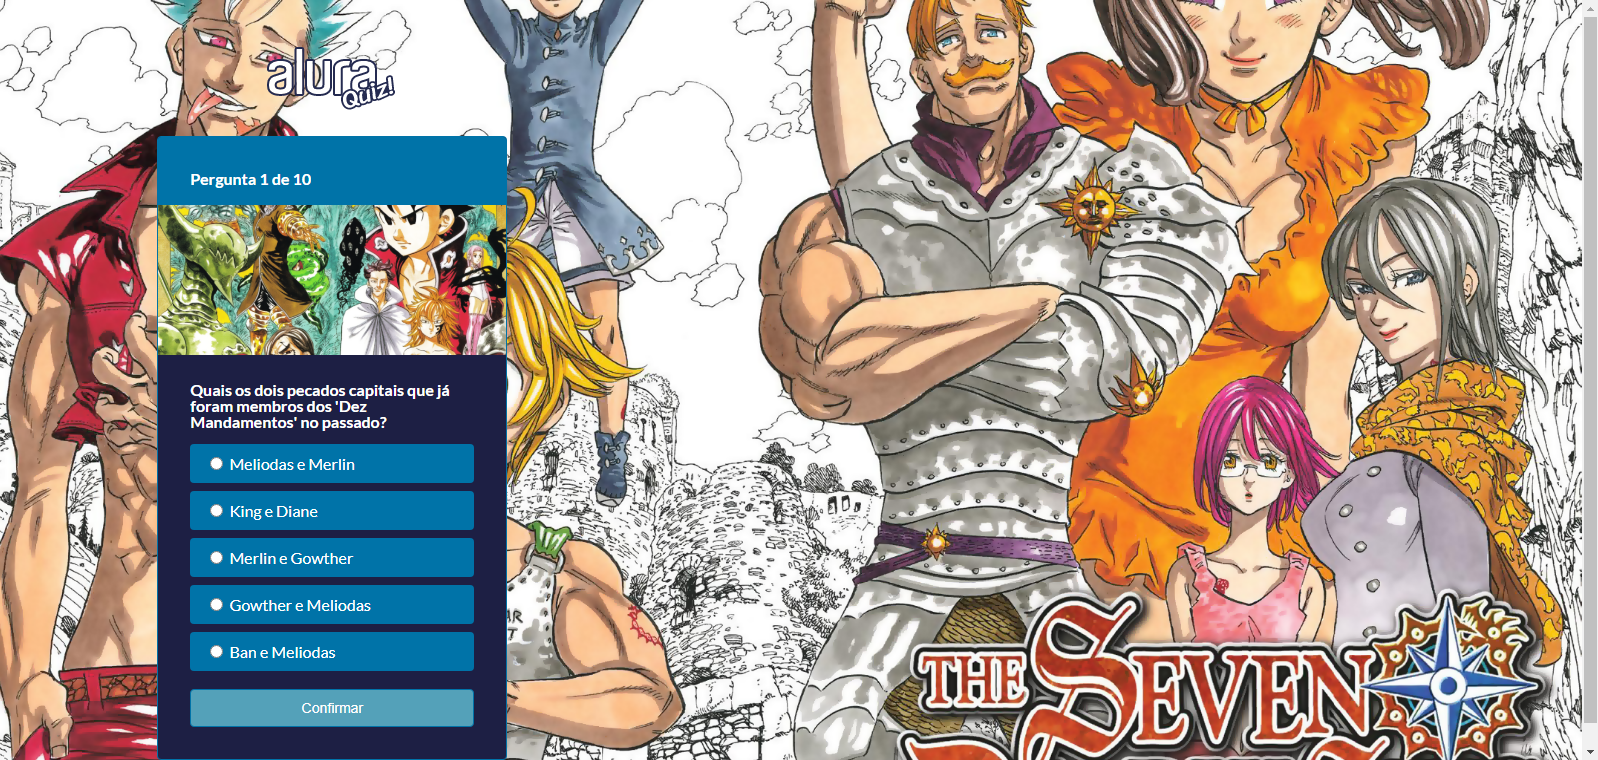 alura
Quiz!
Pergunta 1 de 10
Quais os dois pecados capitais que já
foram membros dos 'Dez
Mandamentos' no passado?
Meliodas e Merlin
King e Diane
Merlin e Gowther
Gowther e Meliodas
Ban e Meliodas
Confirmar
THE SEVEN